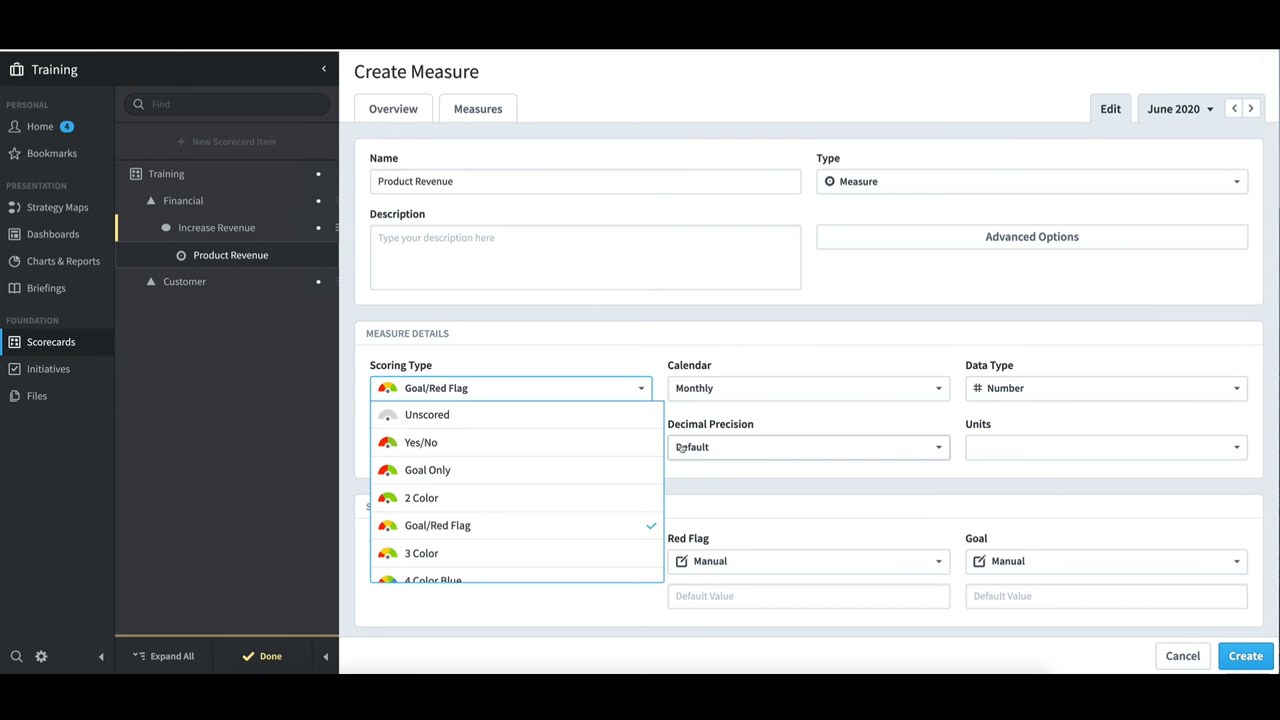 Training
PERSONAL
Home 4
Bookmarks
PRESENTATION
Strategy Maps
Dashboards
Charts & Reports
Briefings
FOUNDATION
Scorecards
Initiatives
Files
Find
+ New Scorecard Item
Training
Financial
Increase Revenue
Product Revenue
Customer
Expand All
Done
Create Measure
Overview
Measures
Edit
June 2020
Name
Product Revenue
Type
Measure
Description
Type your description here
Advanced Options
MEASURE DETAILS
Scoring Type
Goal/Red Flag
Unscored
Yes/No
Goal Only
2 Color
Goal/Red Flag
3 Color
4 Color Blue
Calendar
Monthly
Data Type
# Number
Decimal Precision
Default
Units
Red Flag
Manual
Default Value
Goal
Manual
Default Value
Cancel
Create